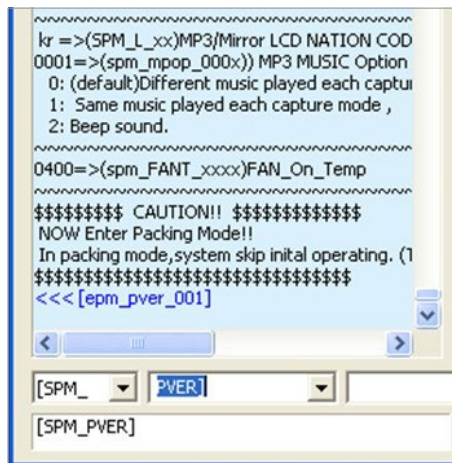 ~~~~~~~~~~~~~~~~~~~~~~~~~~~~~~~~~~~~~~~~
kr =>(SPM_L_xx)MP3/Mirror LCD NATION COD
0001=>(spm_mpop_000x)) MP3 MUSIC Option
0: (default)Different music played each captu
1:  Same music played each capture mode ,
2: Beep sound.
~~~~~~~~~~~~~~~~~~~~~~~~~~~~~~~~~~~~~~~~
0400=>(spm_FANT_xxxx)FAN_On_Temp
~~~~~~~~~~~~~~~~~~~~~~~~~~~~~~~~~~~~~~~~
$$$$$$$$$ CAUTION!! $$$$$$$$$$$$$
NOW Enter Packing Mode!!
In packing mode,system skip inital operating. (T
$$$$$$$$$$$$$$$$$$$$$$$$$$$$$$$$
<<< [epm_pver_001]
[SPM_ PVER]
[SPM_PVER]